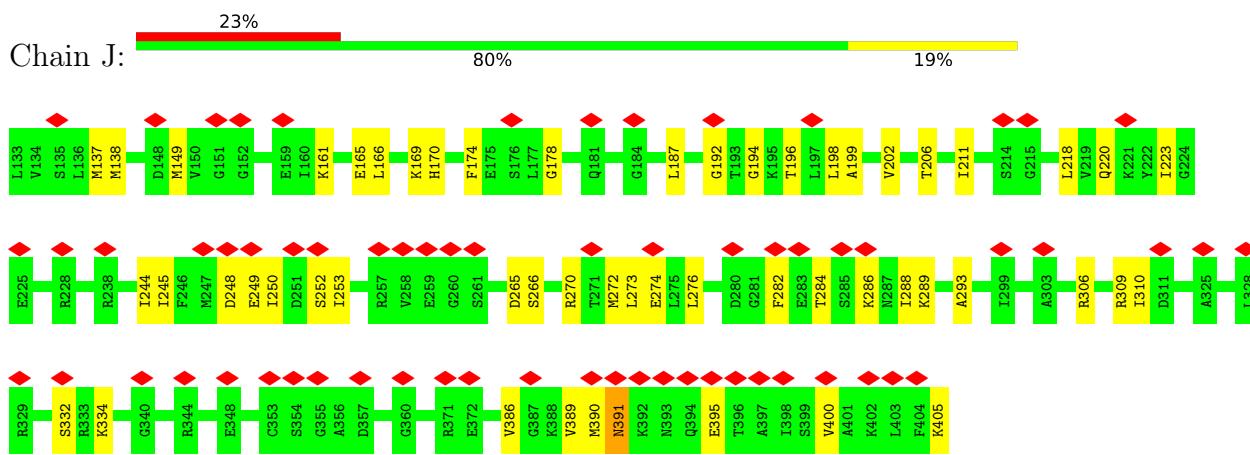 23%
Chain J:
80% 19%
L133 V134 S135 L136 M137 M138 D148 M149 V150 G151 G152 E159 I160 K161 E165 L166 K169 H170 F174 E175 S176 L177 G178 Q181 G184 L187 G192 T193 G194 K195 T196 L197 L198 A199 V202 T206 I211 S214 G215 L218 V219 Q220 K221 Y222 I223 G224
E225 R228 R238 I244 I245 F246 M247 D248 E249 I250 D251 S252 I253 R257 V258 E259 G260 S261 D265 S266 R270 T271 M272 L273 E274 L275 L276 D280 G281 F282 E283 T284 S285 K286 N287 I288 K289 A293 I299 A303 R306 R309 I310 D311 A325 L328
R329 S332 R333 K334 G340 R344 E348 C353 S354 G355 A356 D357 G360 R371 E372 V386 G387 K388 V389 M390 N391 K392 N393 Q394 E395 T396 A397 I398 S399 V400 A401 K402 L403 F404 K405